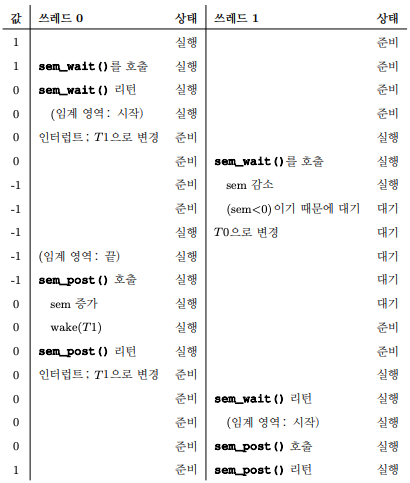 값 쓰레드 0 상태 쓰레드 1 상태
1 실행 준비
1 sem_wait()를 호출 실행 준비
0 sem_wait() 리턴 실행 준비
0 (임계 영역: 시작) 실행 준비
0 인터럽트; T1으로 변경 준비 실행
0 준비 sem_wait()를 호출 실행
-1 준비 sem 감소 실행
-1 준비 (sem<0)이기 때문에 대기 대기
-1 실행 T0으로 변경 대기
-1 (임계 영역: 끝) 실행 대기
-1 sem_post() 호출 실행 대기
0 sem 증가 실행 대기
0 wake(T1) 실행 준비
0 sem_post() 리턴 실행 준비
0 인터럽트; T1으로 변경 준비 실행
0 준비 sem_wait() 리턴 실행
0 준비 (임계 영역: 시작) 실행
0 준비 sem_post() 호출 실행
1 준비 sem_post() 리턴 실행